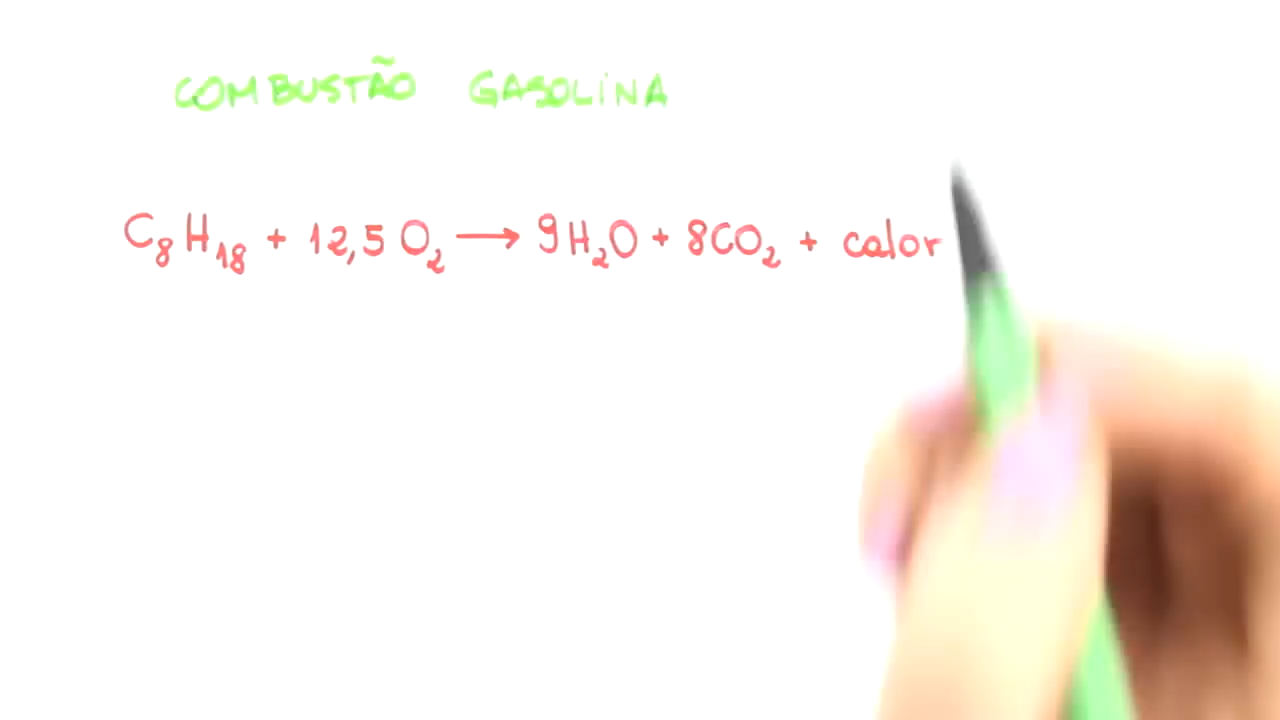 COMBUSTÃO GASOLINA
C₈H₁₈ + 12,5 O₂ → 9H₂O + 8CO₂ + calor